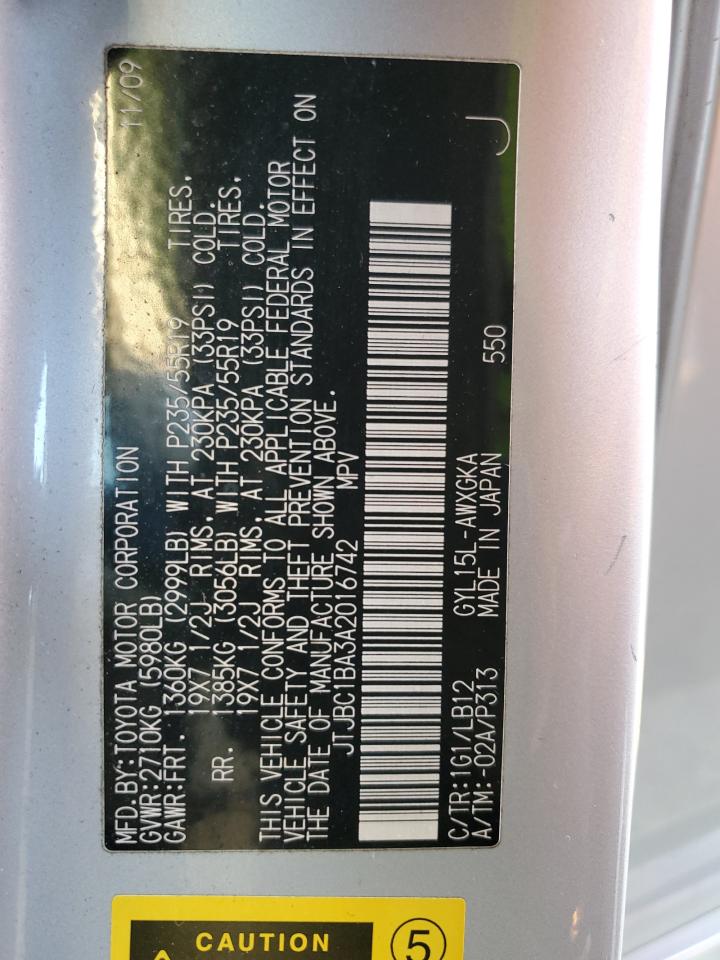 MFD.BY:TOYOTA MOTOR CORPORATION 11/09
GVWR:2710KG (5980LB)
GAWR:FRT. 1360KG (2999LB) WITH P235/55R19 TIRES,
19X7 1/2J RIMS, AT 230KPA (33PSI) COLD.
RR. 1385KG (3056LB) WITH P235/55R19 TIRES,
19X7 1/2J RIMS, AT 230KPA (33PSI) COLD.
THIS VEHICLE CONFORMS TO ALL APPLICABLE FEDERAL MOTOR
VEHICLE SAFETY AND THEFT PREVENTION STANDARDS IN EFFECT ON
THE DATE OF MANUFACTURE SHOWN ABOVE.
JTJBC1BA3A2016742 MPV
C/TR:1G1/LB12 GYL15L-AWXGKA
A/TM:-02A/P313 MADE IN JAPAN 550 J
CAUTION 5